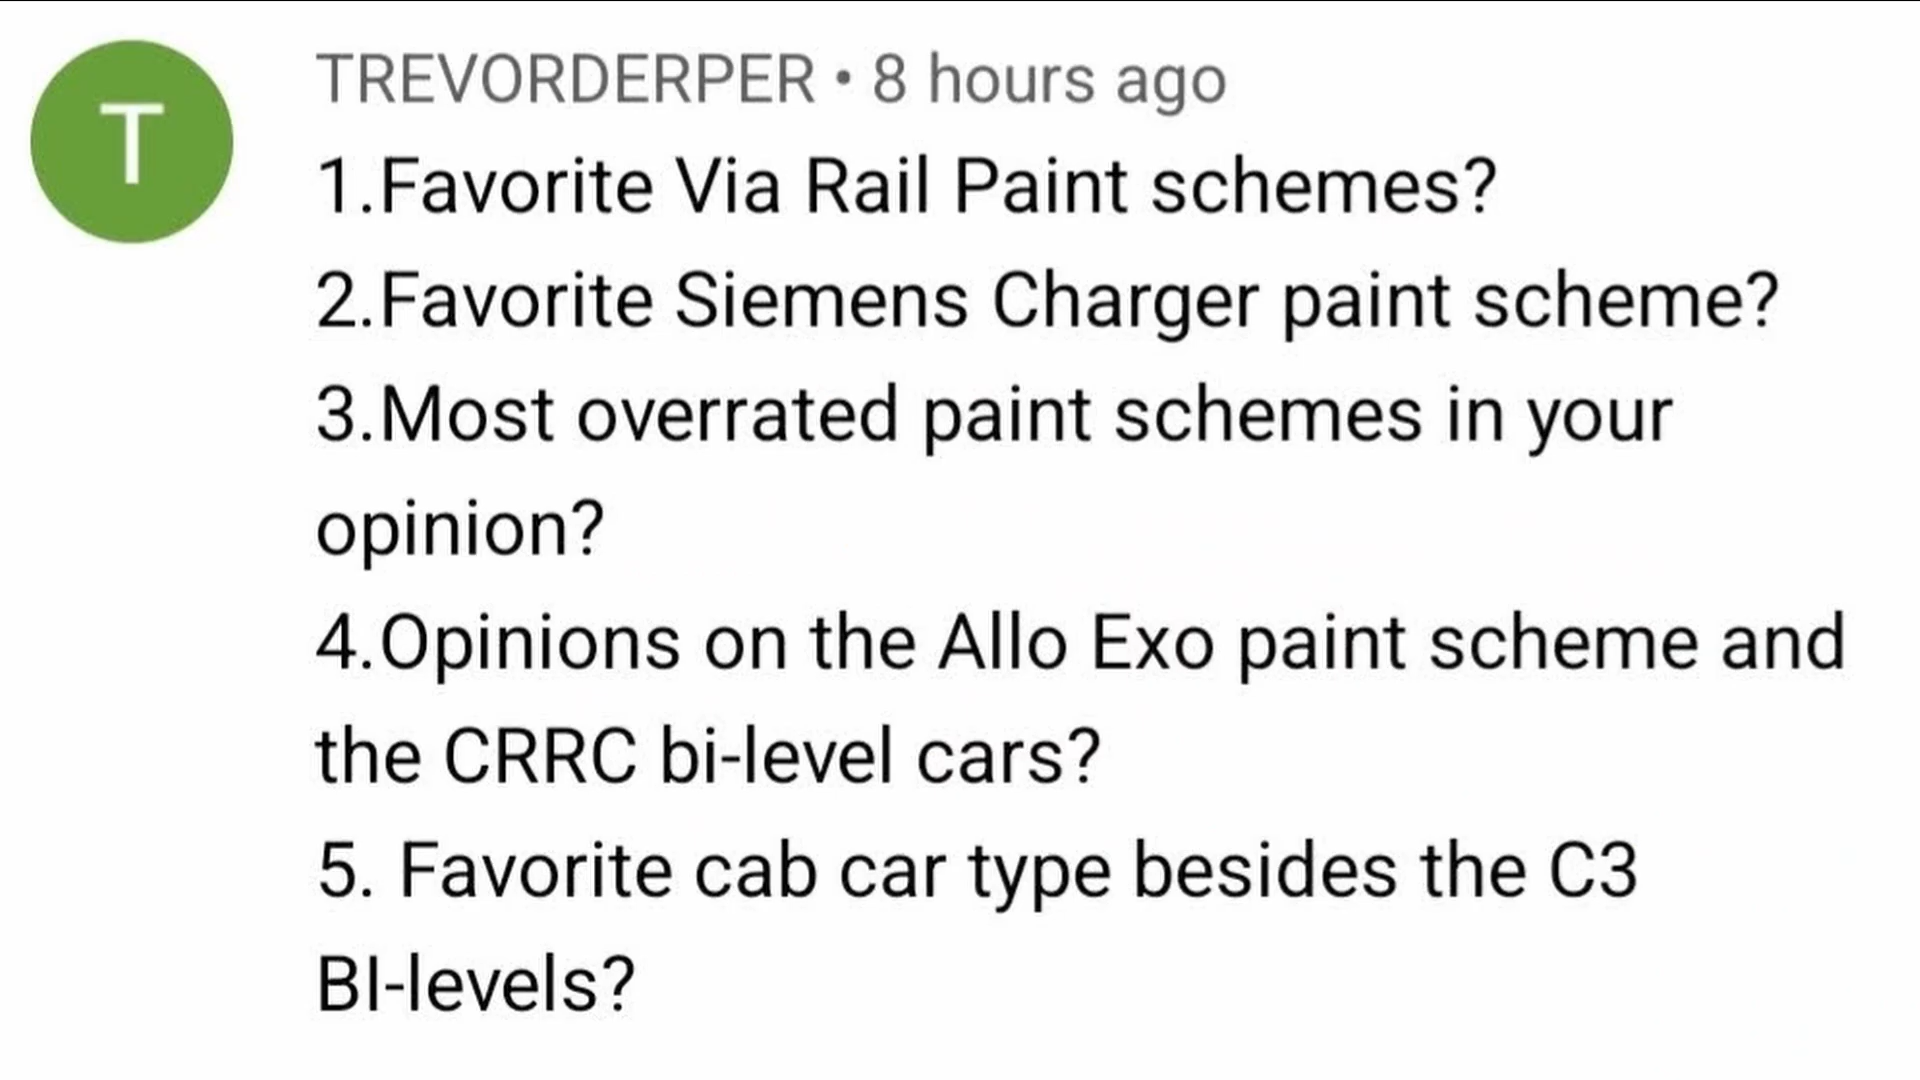 T
TREVORDERPER • 8 hours ago
1.Favorite Via Rail Paint schemes?
2.Favorite Siemens Charger paint scheme?
3.Most overrated paint schemes in your
opinion?
4.Opinions on the Allo Exo paint scheme and
the CRRC bi-level cars?
5. Favorite cab car type besides the C3
BI-levels?